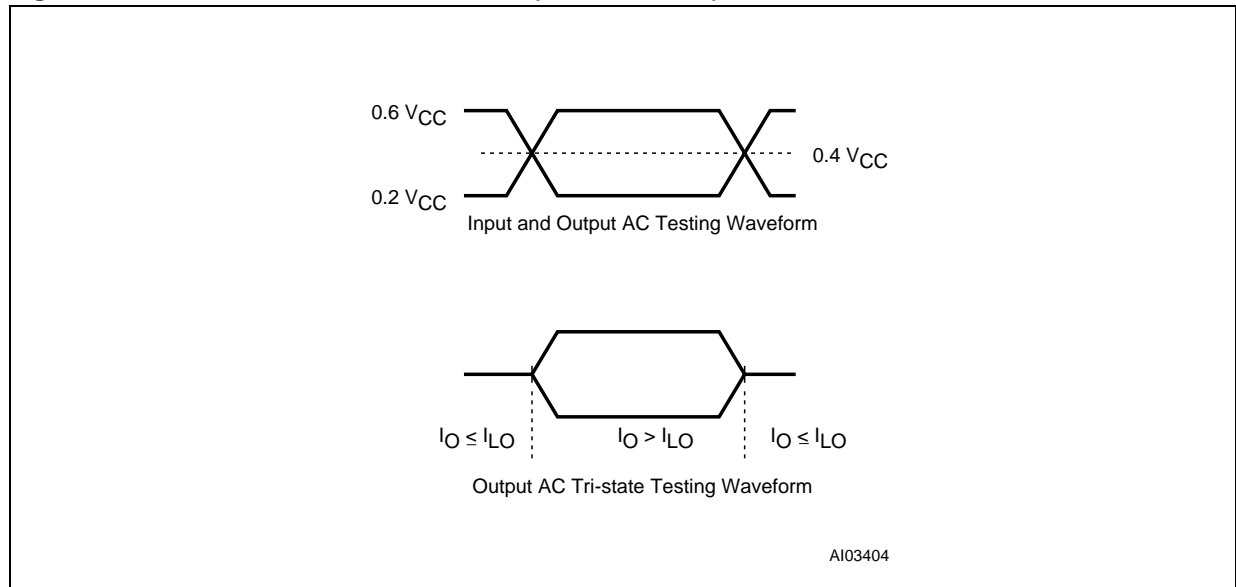 0.6 VCC
0.4 VCC
0.2 VCC
Input and Output AC Testing Waveform
IO ≤ ILO
IO > ILO
IO ≤ ILO
Output AC Tri-state Testing Waveform
AI03404